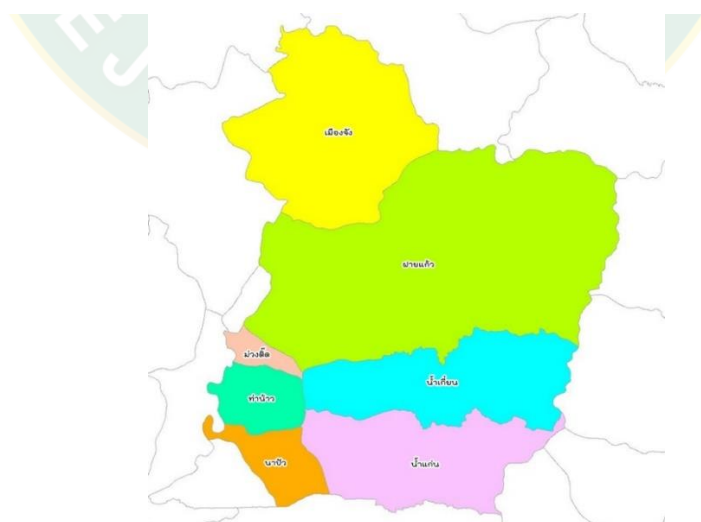 เมืองจัง
ฝายแก้ว
ม่วงตึ๊ด
น้ำเกี๋ยน
ท่าน้าว
นาปัง
น้ำแก่น